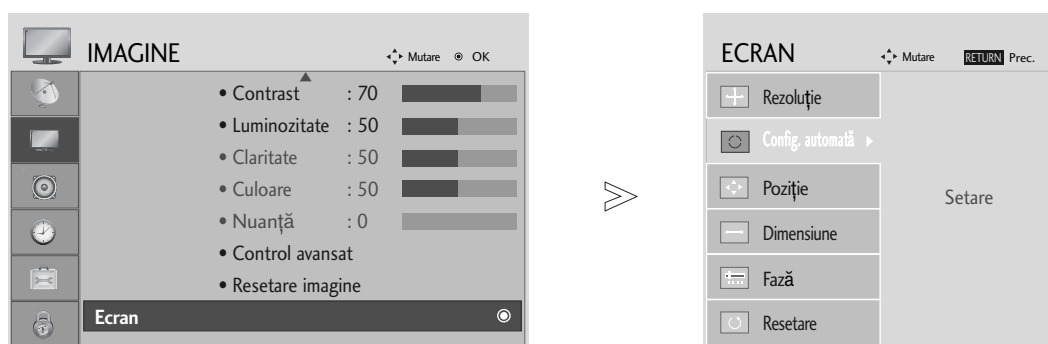 IMAGINE
Mutare OK
• Contrast : 70
• Luminozitate : 50
• Claritate : 50
• Culoare : 50
• Nuanță : 0
• Control avansat
• Resetare imagine
Ecran
ECRAN
Mutare RETURN Prec.
Rezoluție
Config. automată
Poziție
Dimensiune
Fază
Resetare
Setare